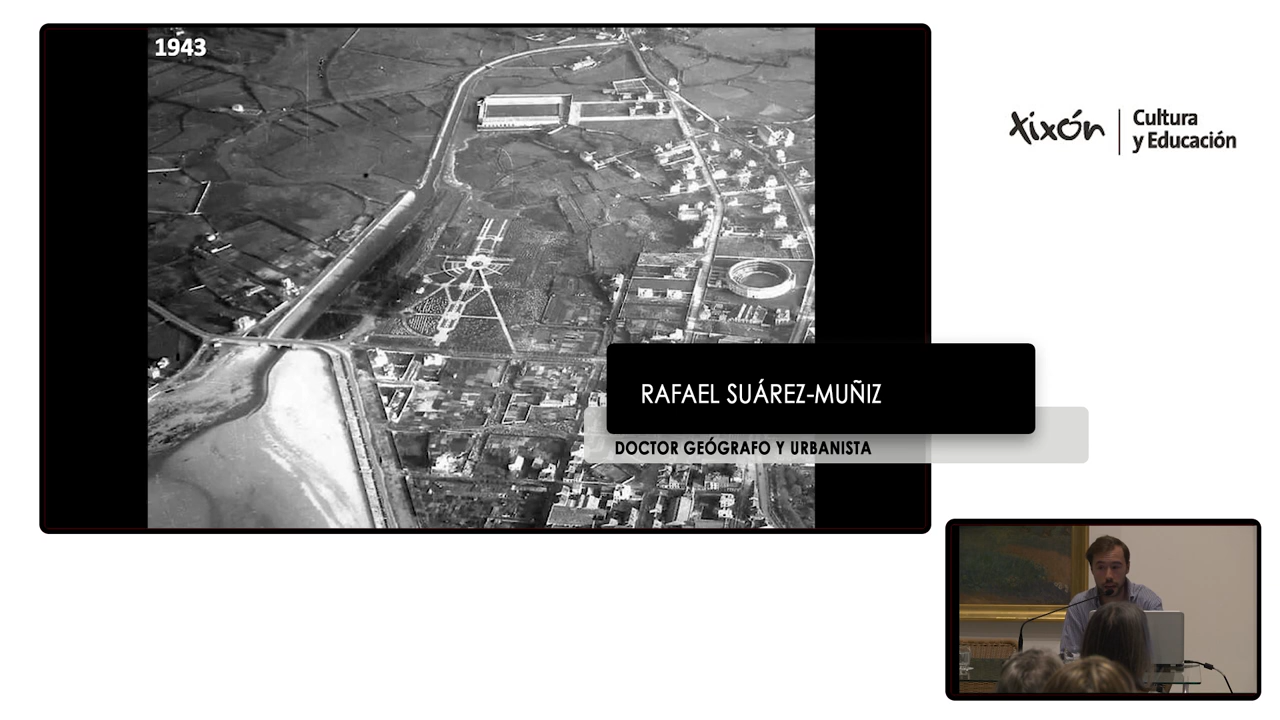 1943
xixón
Cultura
y Educación
RAFAEL SUÁREZ-MUÑIZ
DOCTOR GEÓGRAFO Y URBANISTA